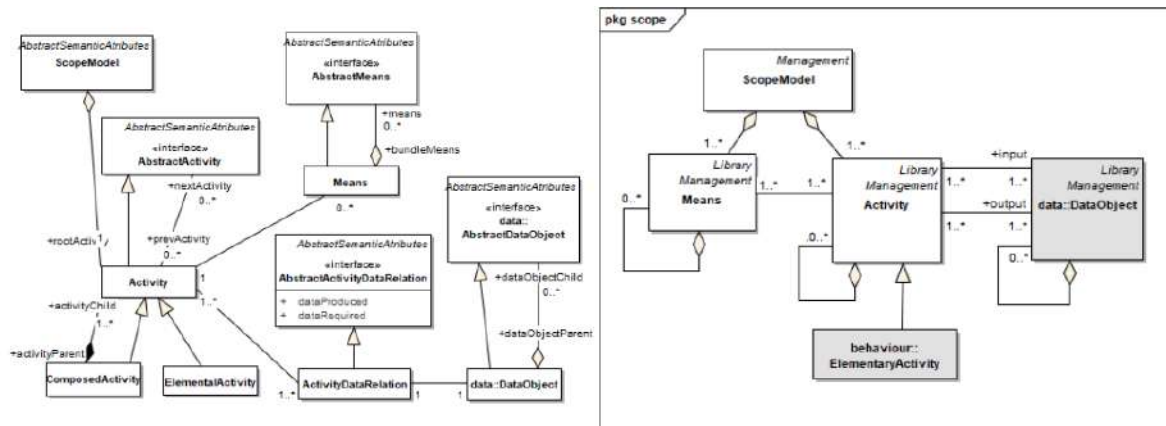 AbstractSemanticAtributes
ScopeModel
AbstractSemanticAtributes
«interface»
AbstractMeans
+means
0..*
+bundleMeans
AbstractSemanticAtributes
«interface»
AbstractActivity
+nextActivity
0..*
Means
0..*
AbstractSemanticAtributes
«interface»
data::
AbstractDataObject
+rootActivity
1
+prevActivity
0..*
AbstractSemanticAtributes
«interface»
AbstractActivityDataRelation
+ dataProduced
+ dataRequired
+dataObjectChild
0..*
Activity
1
1..*
+activityChild
1..*
+activityParent
+dataObjectParent
ComposedActivity
ElementalActivity
1..*
ActivityDataRelation
1
1
data::DataObject
pkg scope
Management
ScopeModel
1..*
1..*
Library
Management
Means
0..*
1..*
1..*
Library
Management
Activity
.0..*
+input
1..*
1..*
+output
1..*
1..*
Library
Management
data::DataObject
0..*
behaviour::
ElementaryActivity